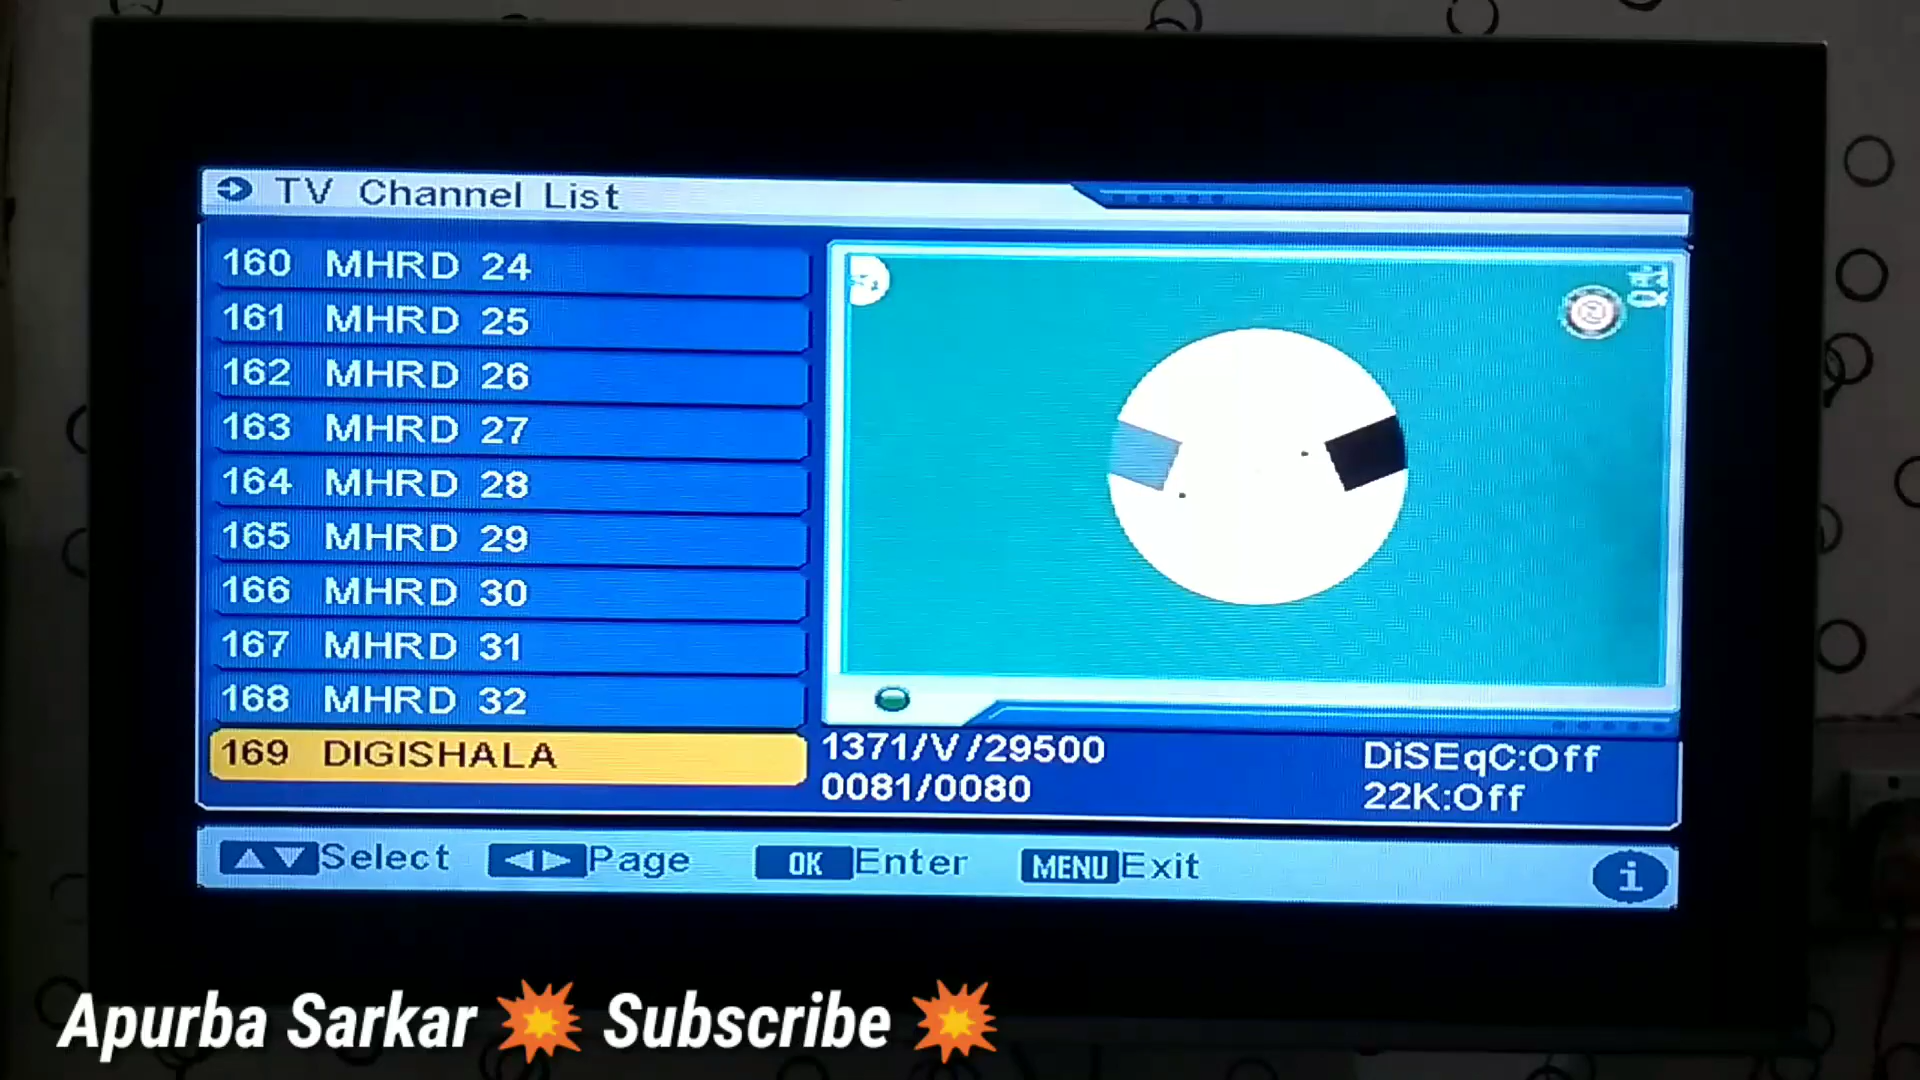 TV Channel List
160 MHRD 24
161 MHRD 25
162 MHRD 26
163 MHRD 27
164 MHRD 28
165 MHRD 29
166 MHRD 30
167 MHRD 31
168 MHRD 32
169 DIGISHALA
1371/V/29500
DiSEqC:Off
0081/0080
22K:Off
Select
Page
OK Enter
MENU Exit
i
Apurba Sarkar 💥 Subscribe 💥